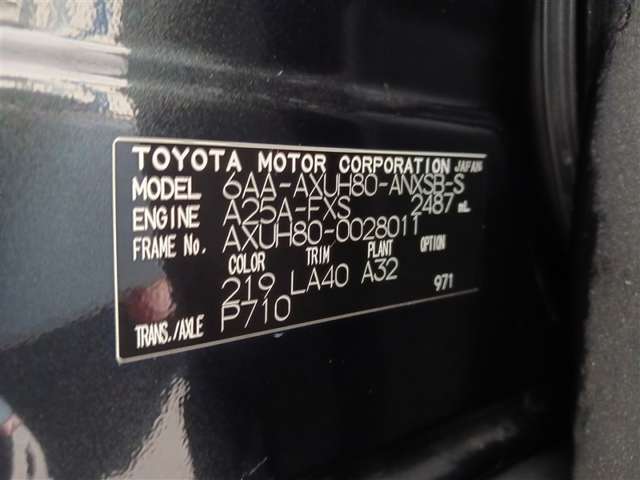 TOYOTA MOTOR CORPORATION JAPAN
MODEL 6AA-AXUH80-ANXSB-S
ENGINE A25A-FXS 2487 mL
FRAME No. AXUH80-0028011
COLOR TRIM PLANT OPTION
219 LA40 A32 971
TRANS./AXLE P710